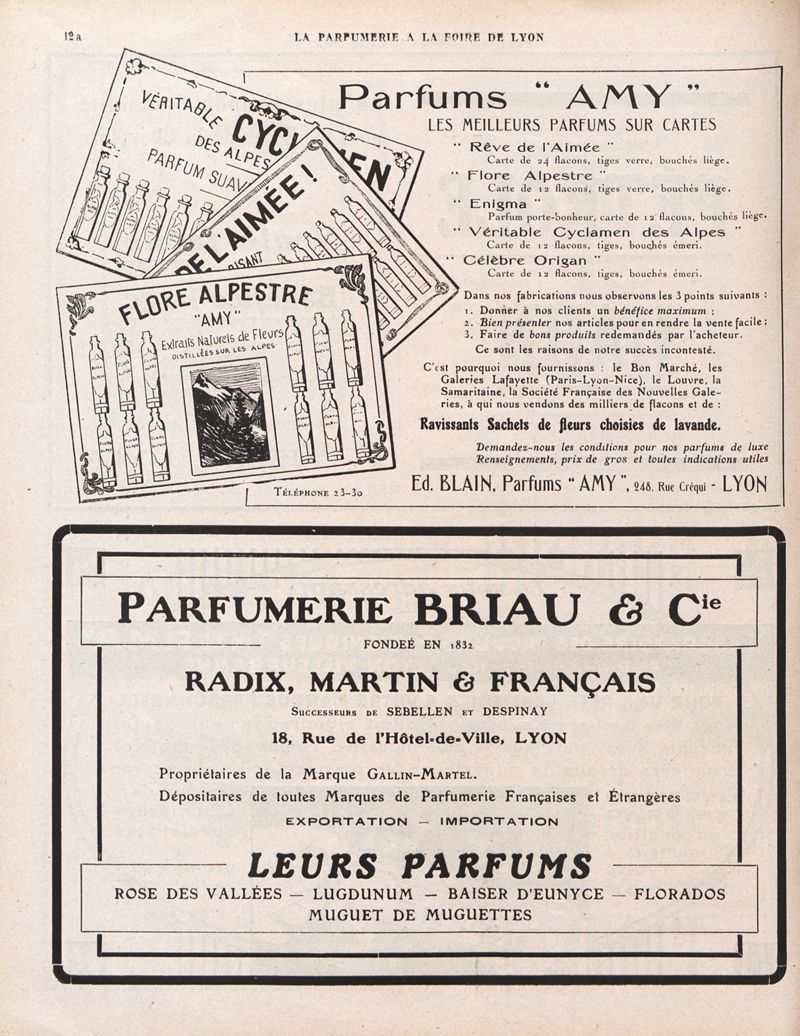 12a
LA PARFUMERIE A LA FOIRE DE LYON
VÉRITABLE
CYCLAMEN
DES ALPES
PARFUM SUAV
DE L'AIMÉE !
FLORE ALPESTRE
"AMY"
Extraits Naturels de Fleurs
DISTILLÉES SUR LES ALPES
TÉLÉPHONE 23-30
Parfums “ AMY ”
LES MEILLEURS PARFUMS SUR CARTES
“ Rêve de l'Aimée ”
Carte de 24 flacons, tiges verre, bouchés liège.
“ Flore Alpestre ”
Carte de 12 flacons, tiges verre, bouchés liège.
“ Enigma ”
Parfum porte-bonheur, carte de 12 flacons, bouchés liège.
“ Véritable Cyclamen des Alpes ”
Carte de 12 flacons, tiges, bouchés émeri.
“ Célèbre Origan ”
Carte de 12 flacons, tiges, bouchés émeri.
Dans nos fabrications nous observons les 3 points suivants :
1. Donner à nos clients un bénéfice maximum ;
2. Bien présenter nos articles pour en rendre la vente facile ;
3. Faire de bons produits redemandés par l'acheteur.
Ce sont les raisons de notre succès incontesté.
C'est pourquoi nous fournissons : le Bon Marché, les
Galeries Lafayette (Paris-Lyon-Nice), le Louvre, la
Samaritaine, la Société Française des Nouvelles Gale-
ries, à qui nous vendons des milliers de flacons et de :
Ravissants Sachets de fleurs choisies de lavande.
Demandez-nous les conditions pour nos parfums de luxe
Renseignements, prix de gros et toutes indications utiles
Ed. BLAIN, Parfums “ AMY ”, 248, Rue Créqui - LYON
PARFUMERIE BRIAU & Cie
FONDEÉ EN 1832
RADIX, MARTIN & FRANÇAIS
SUCCESSEURS DE SEBELLEN ET DESPINAY
18, Rue de l'Hôtel-de-Ville, LYON
Propriétaires de la Marque GALLIN-MARTEL.
Dépositaires de toutes Marques de Parfumerie Françaises et Étrangères
EXPORTATION — IMPORTATION
LEURS PARFUMS
ROSE DES VALLÉES — LUGDUNUM — BAISER D'EUNYCE — FLORADOS
MUGUET DE MUGUETTES